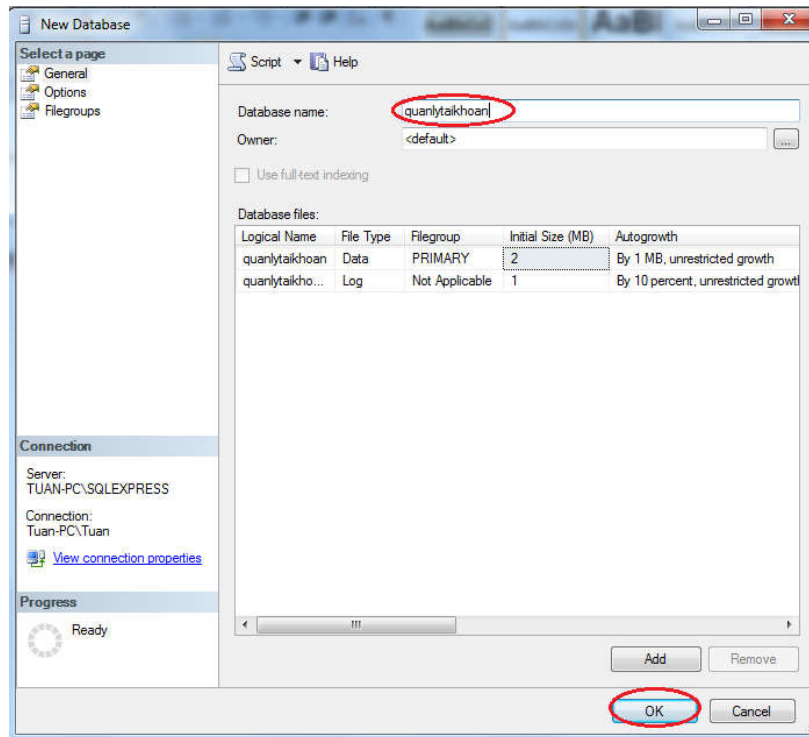 New Database
Select a page
General
Options
Filegroups
Script Help
Database name: quanlytaikhoan
Owner: <default> ...
Use full-text indexing
Database files:
Logical Name File Type Filegroup Initial Size (MB) Autogrowth
quanlytaikhoan Data PRIMARY 2 By 1 MB, unrestricted growth
quanlytaikho... Log Not Applicable 1 By 10 percent, unrestricted growtl
Connection
Server:
TUAN-PC\SQLEXPRESS
Connection:
Tuan-PC\Tuan
View connection properties
Progress
Ready
Add Remove
OK Cancel